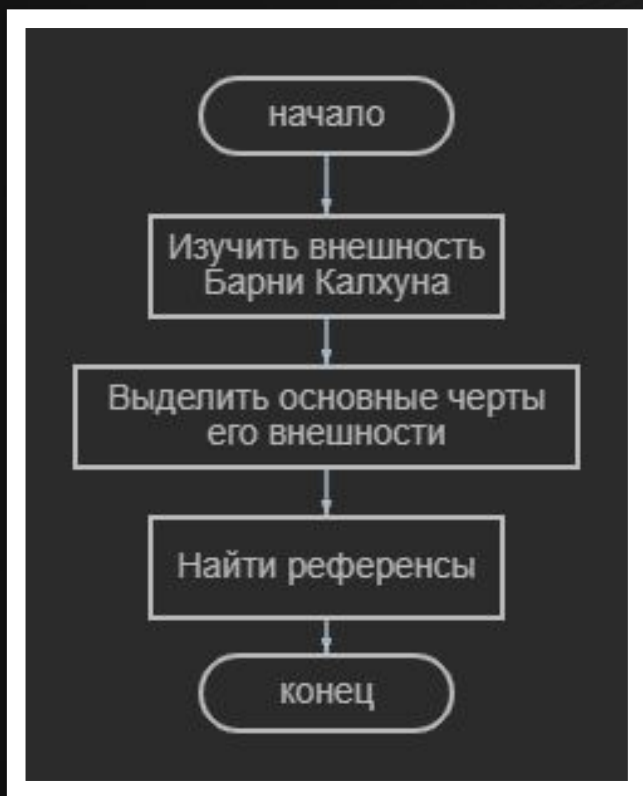 начало
Изучить внешность
Барни Калхуна
Выделить основные черты
его внешности
Найти референсы
конец